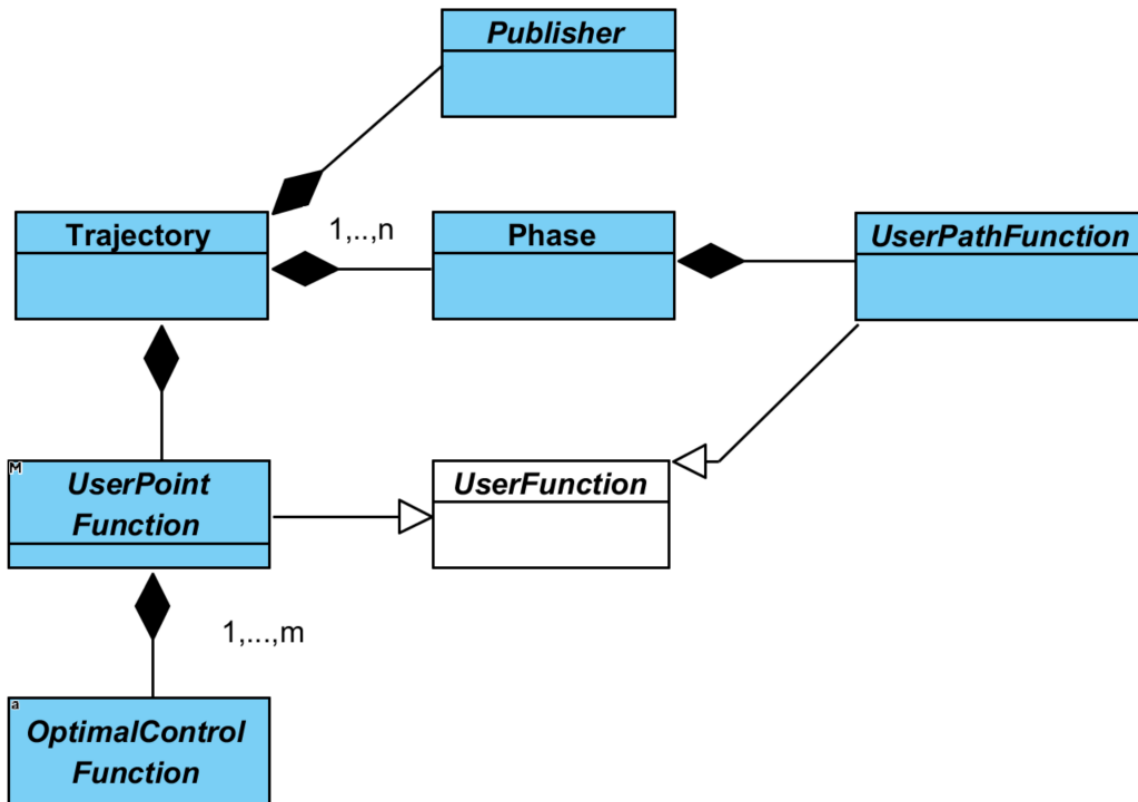 Publisher
Trajectory
1,..,n
Phase
UserPathFunction
M
UserPoint
Function
UserFunction
1,...,m
a
OptimalControl
Function